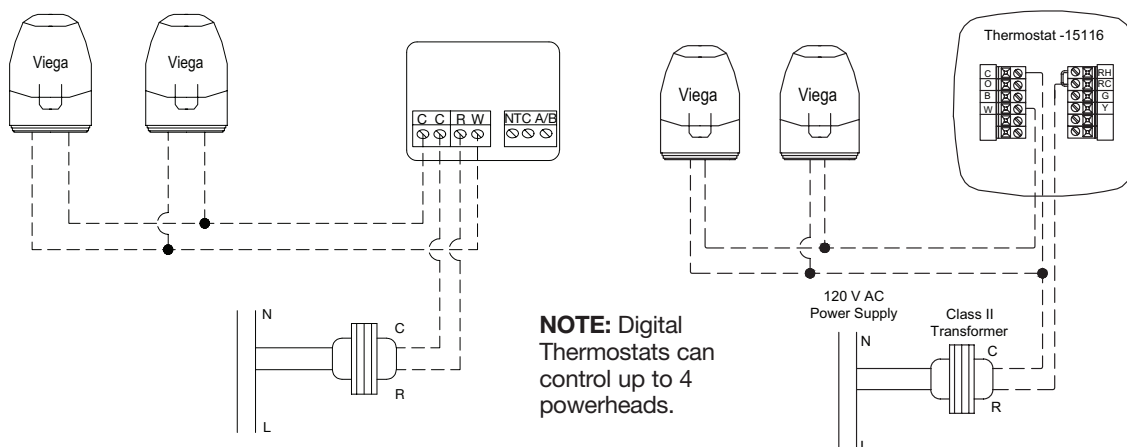 Viega
Viega
C C R W
NTC A/B
N
C
R
L
NOTE: Digital
Thermostats can
control up to 4
powerheads.
Thermostat -15116
Viega
Viega
C
O
B
W
RH
RC
G
Y
120 V AC
Power Supply
Class II
Transformer
N
C
R
L